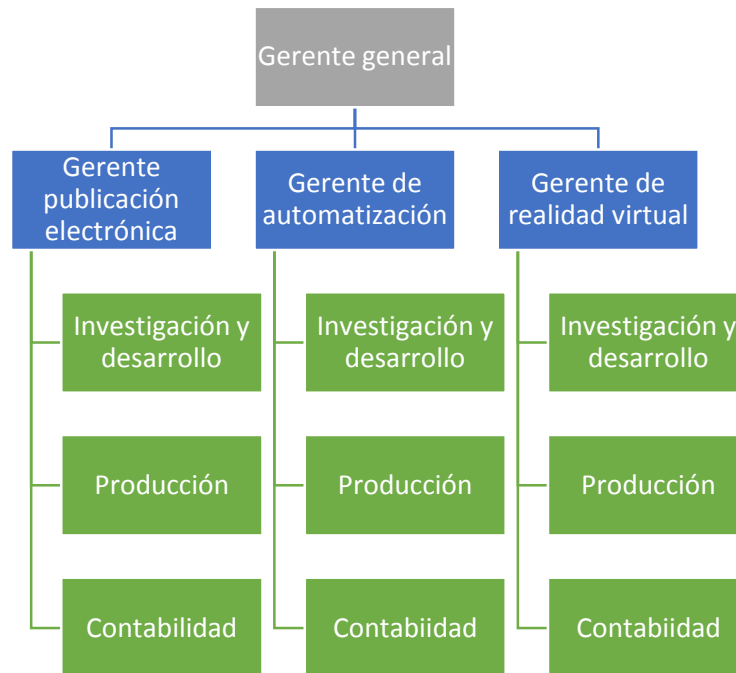 Gerente general
Gerente
publicación
electrónica
Gerente de
automatización
Gerente de
realidad virtual
Investigación y
desarrollo
Investigación y
desarrollo
Investigación y
desarrollo
Producción
Producción
Producción
Contabilidad
Contabiidad
Contabiidad